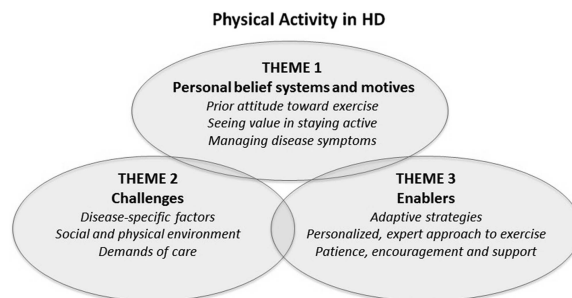 Physical Activity in HD
THEME 1
Personal belief systems and motives
Prior attitude toward exercise
Seeing value in staying active
Managing disease symptoms
THEME 2
Challenges
Disease-specific factors
Social and physical environment
Demands of care
THEME 3
Enablers
Adaptive strategies
Personalized, expert approach to exercise
Patience, encouragement and support